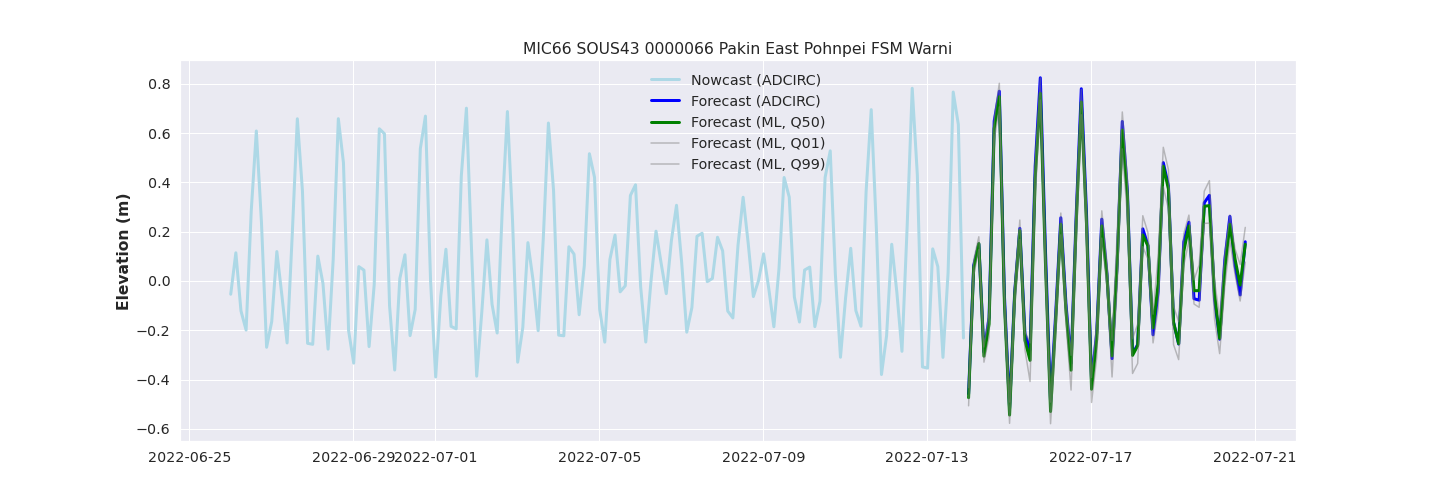 MIC66 SOUS43 0000066 Pakin East Pohnpei FSM Warni
Nowcast (ADCIRC)
Forecast (ADCIRC)
Forecast (ML, Q50)
Forecast (ML, Q01)
Forecast (ML, Q99)
Elevation (m)
0.8
0.6
0.4
0.2
0.0
−0.2
−0.4
−0.6
2022-06-25 2022-06-29 2022-07-01 2022-07-05 2022-07-09 2022-07-13 2022-07-17 2022-07-21